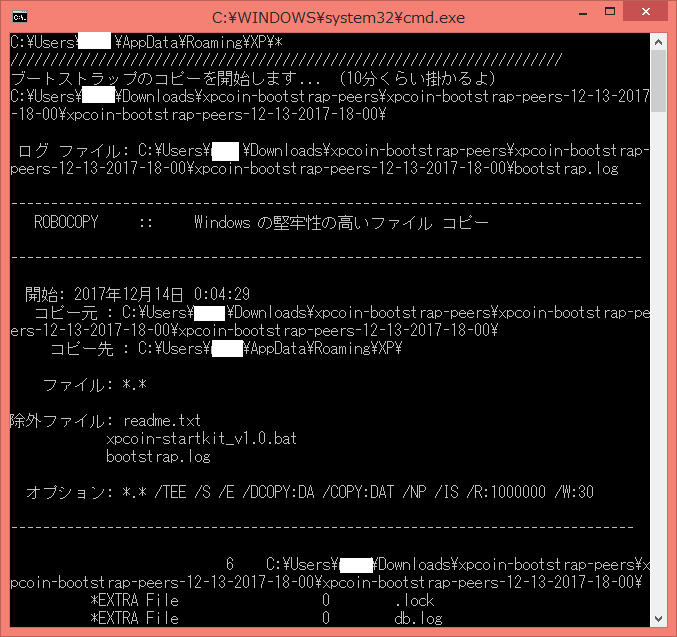 C:¥WINDOWS¥system32¥cmd.exe
C:¥Users¥ ¥AppData¥Roaming¥XP¥*
//////////////////////////////////////////////////////////////////////
ブートストラップのコピーを開始します... （10分くらい掛かるよ）
C:¥Users¥ ¥Downloads¥xpcoin-bootstrap-peers¥xpcoin-bootstrap-peers-12-13-2017
-18-00¥xpcoin-bootstrap-peers-12-13-2017-18-00¥
ログ ファイル: C:¥Users¥ ¥Downloads¥xpcoin-bootstrap-peers¥xpcoin-bootstrap-
peers-12-13-2017-18-00¥xpcoin-bootstrap-peers-12-13-2017-18-00¥bootstrap.log
-------------------------------------------------------------------------------
ROBOCOPY :: Windows の堅牢性の高いファイル コピー
-------------------------------------------------------------------------------
開始: 2017年12月14日 0:04:29
コピー元 : C:¥Users¥ ¥Downloads¥xpcoin-bootstrap-peers¥xpcoin-bootstrap-pe
ers-12-13-2017-18-00¥xpcoin-bootstrap-peers-12-13-2017-18-00¥
コピー先 : C:¥Users¥ ¥AppData¥Roaming¥XP¥
ファイル: *.*
除外ファイル: readme.txt
xpcoin-startkit_v1.0.bat
bootstrap.log
オプション: *.* /TEE /S /E /DCOPY:DA /COPY:DAT /NP /IS /R:1000000 /W:30
------------------------------------------------------------------------------
6 C:¥Users¥ ¥Downloads¥xpcoin-bootstrap-peers¥x
pcoin-bootstrap-peers-12-13-2017-18-00¥xpcoin-bootstrap-peers-12-13-2017-18-00¥
*EXTRA File 0 .lock
*EXTRA File 0 db.log